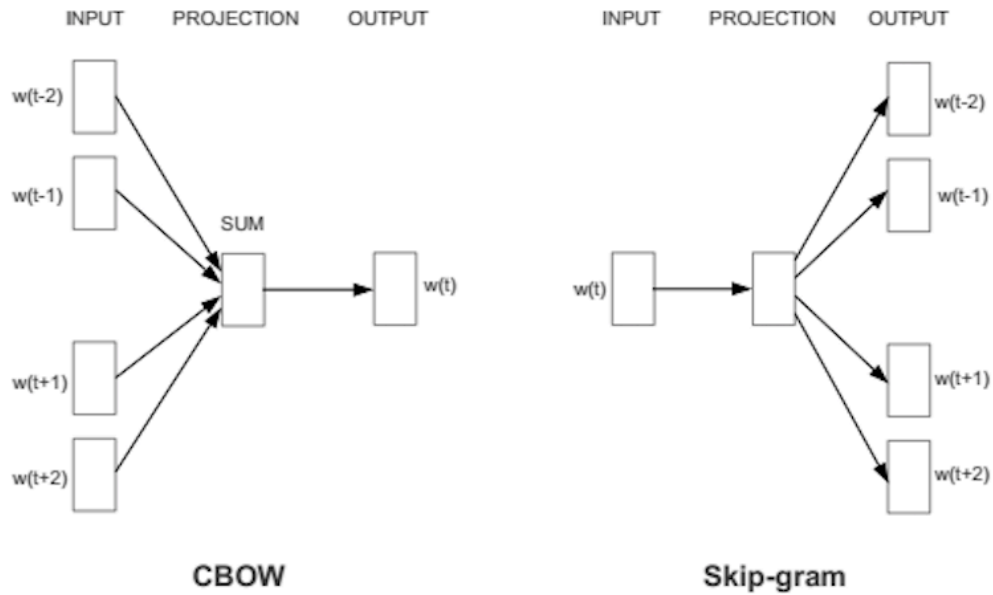 INPUT PROJECTION OUTPUT
w(t-2)
w(t-1)
SUM
w(t)
w(t+1)
w(t+2)
CBOW
INPUT PROJECTION OUTPUT
w(t-2)
w(t-1)
w(t)
w(t+1)
w(t+2)
Skip-gram